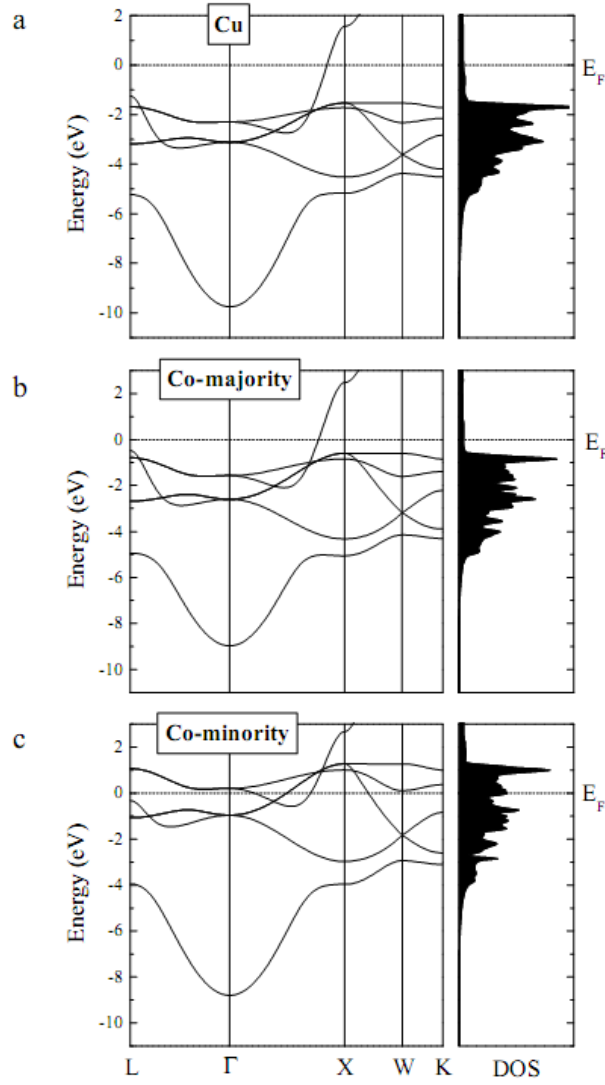 a
Cu
2
0
-2
-4
-6
-8
-10
Energy (eV)
E_F
b
Co-majority
2
0
-2
-4
-6
-8
-10
Energy (eV)
E_F
c
Co-minority
2
0
-2
-4
-6
-8
-10
Energy (eV)
E_F
L Γ X W K DOS